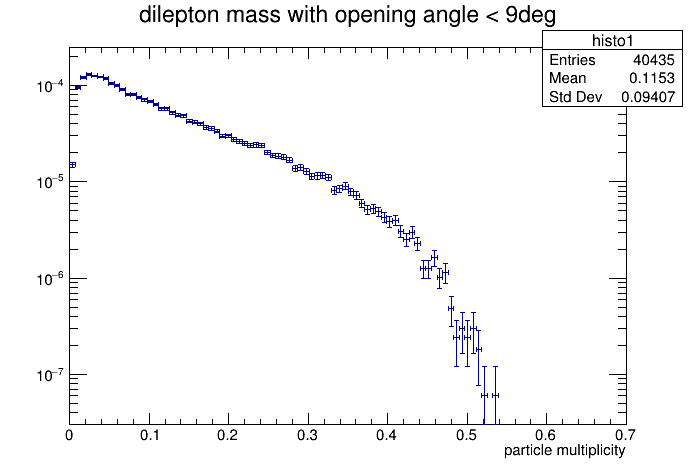 dilepton mass with opening angle < 9deg
histo1
Entries 40435
Mean 0.1153
Std Dev 0.09407
10⁻⁴
10⁻⁵
10⁻⁶
10⁻⁷
0 0.1 0.2 0.3 0.4 0.5 0.6 0.7
particle multiplicity